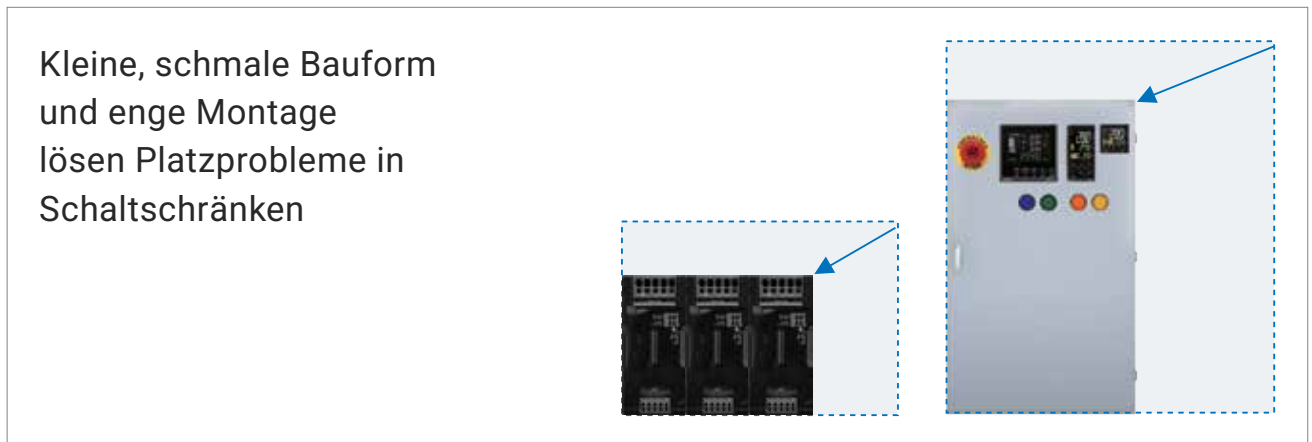 Kleine, schmale Bauform
und enge Montage
lösen Platzprobleme in
Schaltschränken